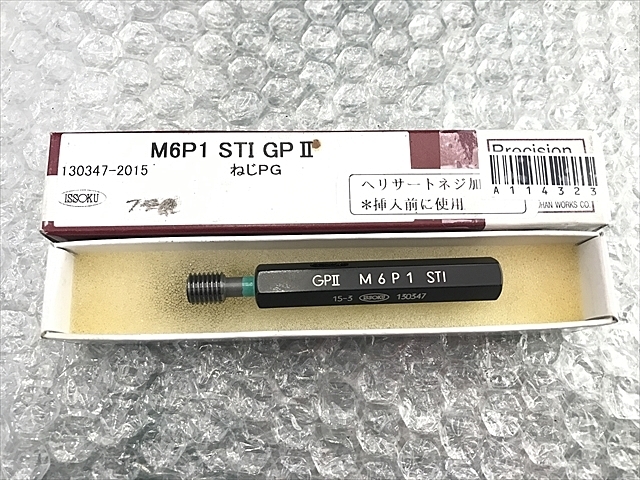 M6P1 STI GP II
130347-2015
ねじPG
ISSOKU
ヘリサートネジ加
*挿入前に使用
Precision
A114323
HAN WORKS CO.
GPII M6P1 STI
15-3 ISSOKU 130347